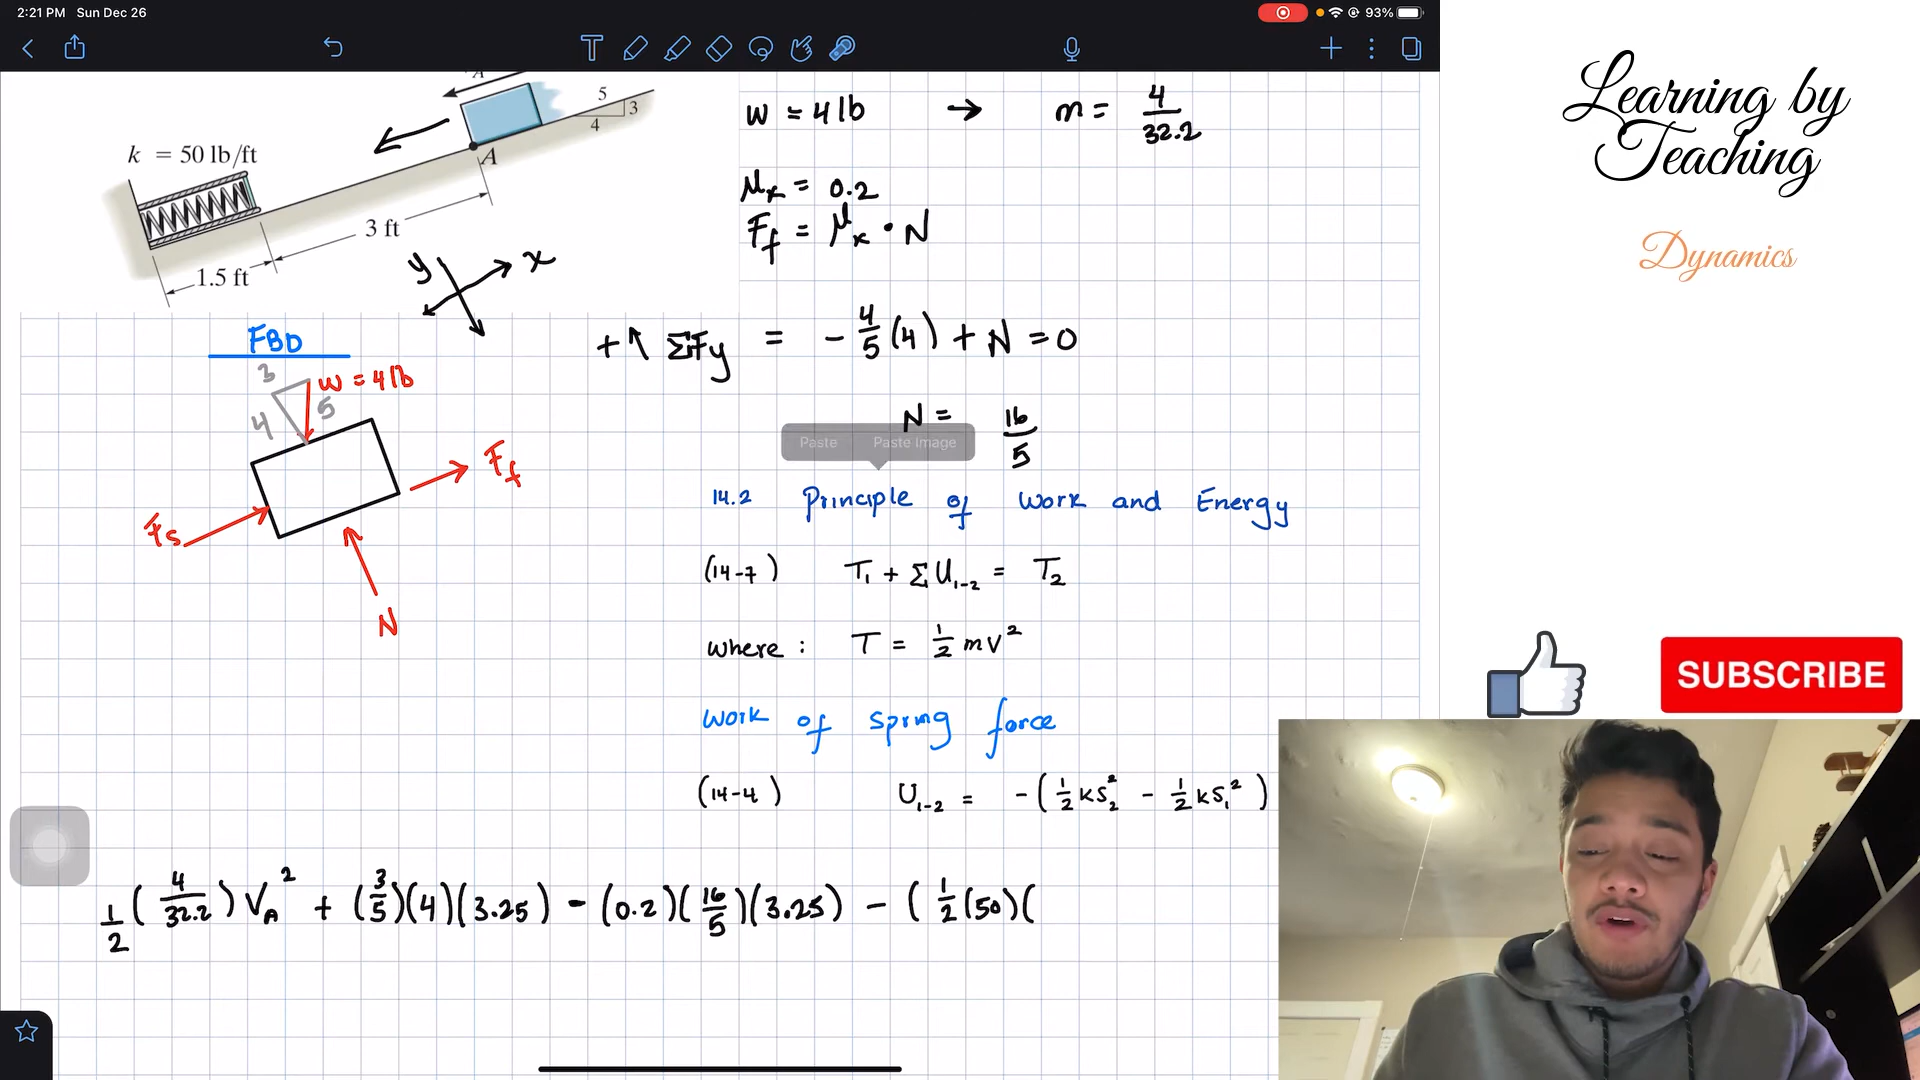 2:21 PM Sun Dec 26
93%
Learning by
Teaching
Dynamics
k = 50 lb/ft
A
A
5
3
4
3 ft
1.5 ft
y
x
w = 4 lb → m = 4/32.2
μk = 0.2
Ff = μk • N
+↑ ΣFy = - 4/5 (4) + N = 0
N = 16/5
Paste Paste Image
FBD
3
4
5
w = 4 lb
Ff
Fs
N
14.2 Principle of Work and Energy
(14-7) T₁ + Σ U₁₋₂ = T₂
where : T = 1/2 mv²
Work of spring force
(14-4) U₁₋₂ = -(1/2 ks₂² - 1/2 ks₁²)
1/2 (4/32.2) V_A² + (3/5)(4)(3.25) - (0.2)(16/5)(3.25) - (1/2 (50)(
SUBSCRIBE